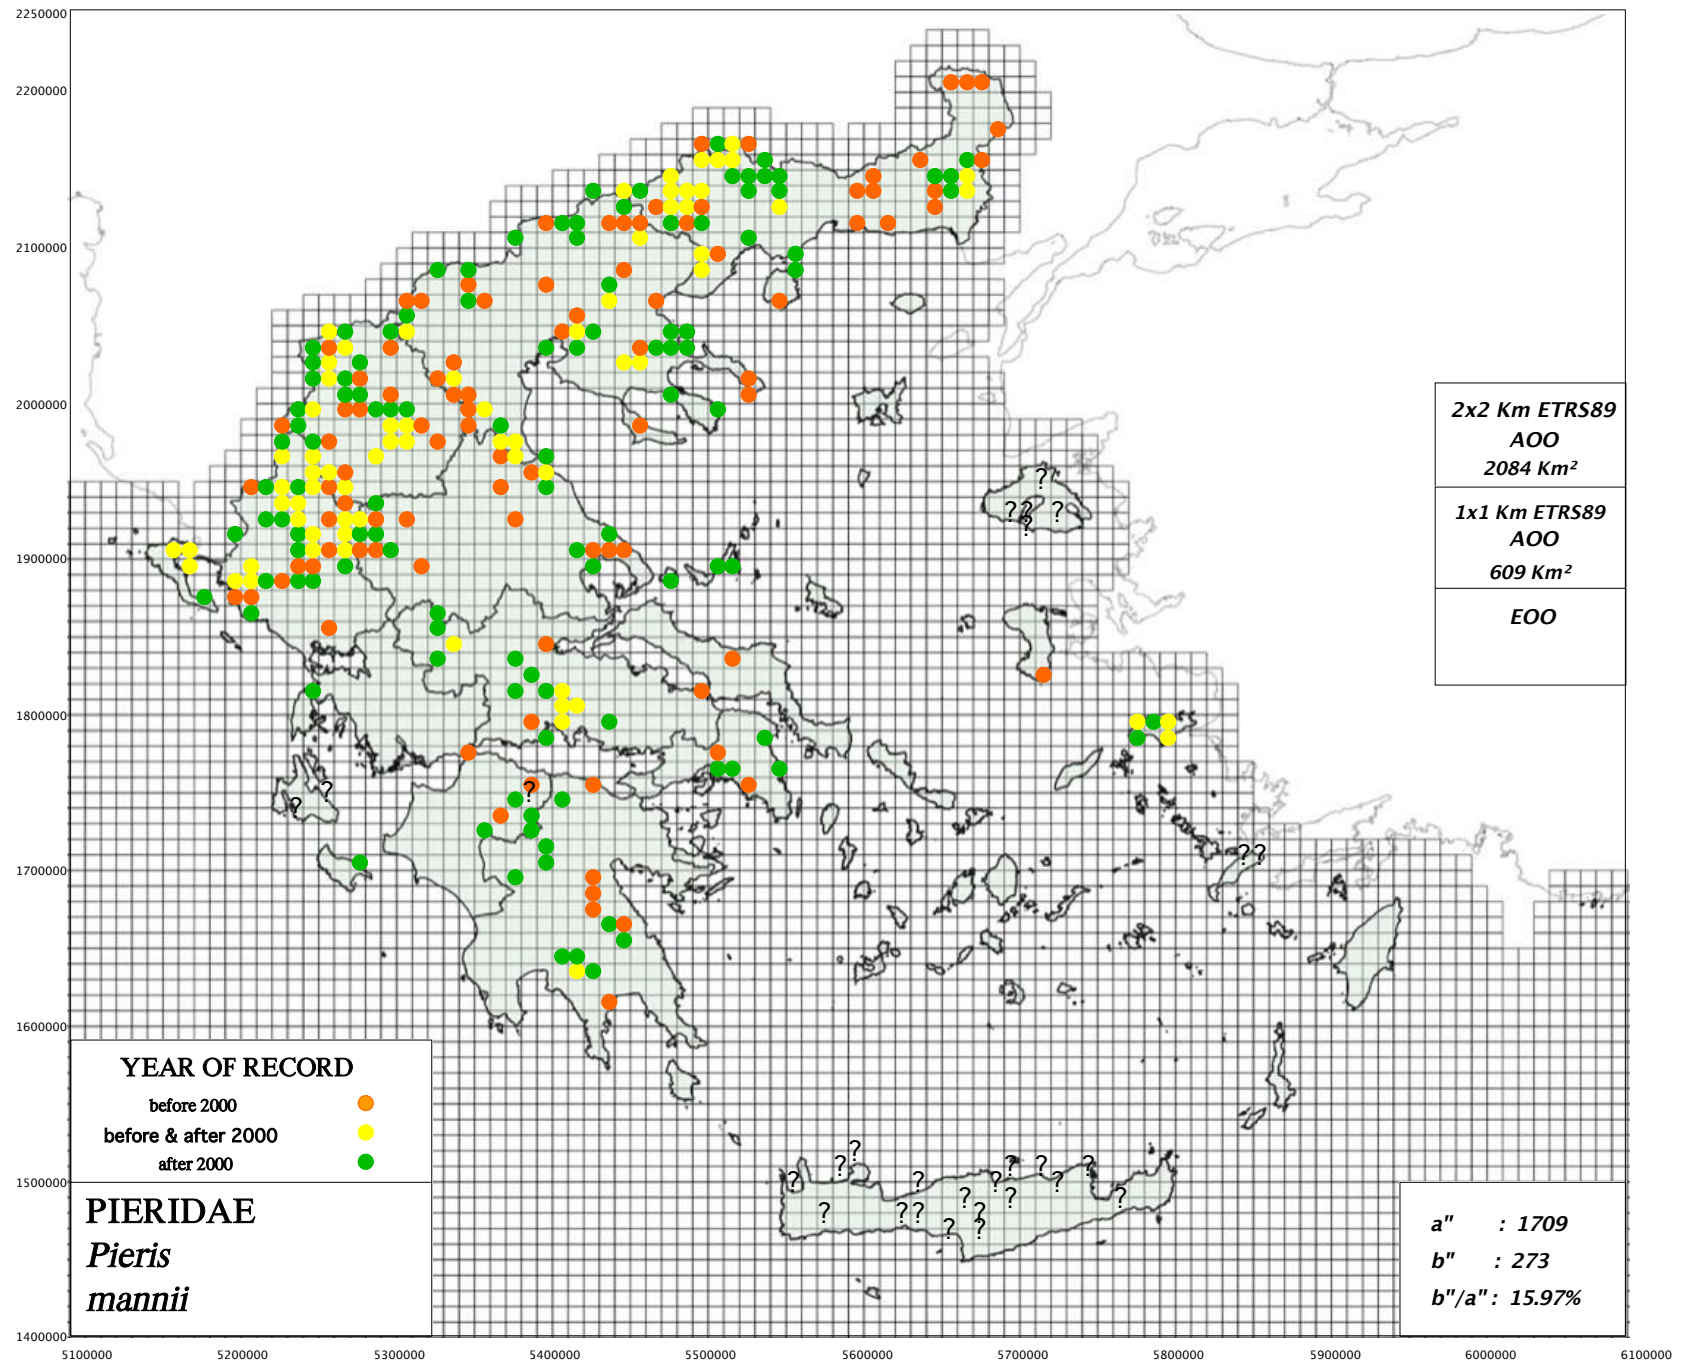 2250000
2200000
2100000
2000000
1900000
1800000
1700000
1600000
1500000
1400000
2x2 Km ETRS89
AOO
2084 Km²
1x1 Km ETRS89
AOO
609 Km²
EOO
? 
? ? ? ?
?
? ?
?
? ?
? ? ? ? ? ? ? ? ? ? ? ? ? ? ? ? ? ? ?
YEAR OF RECORD
before 2000
before & after 2000
after 2000
PIERIDAE
Pieris
mannii
a" : 1709
b" : 273
b"/a" : 15.97%
5100000 5200000 5300000 5400000 5500000 5600000 5700000 5800000 5900000 6000000 6100000